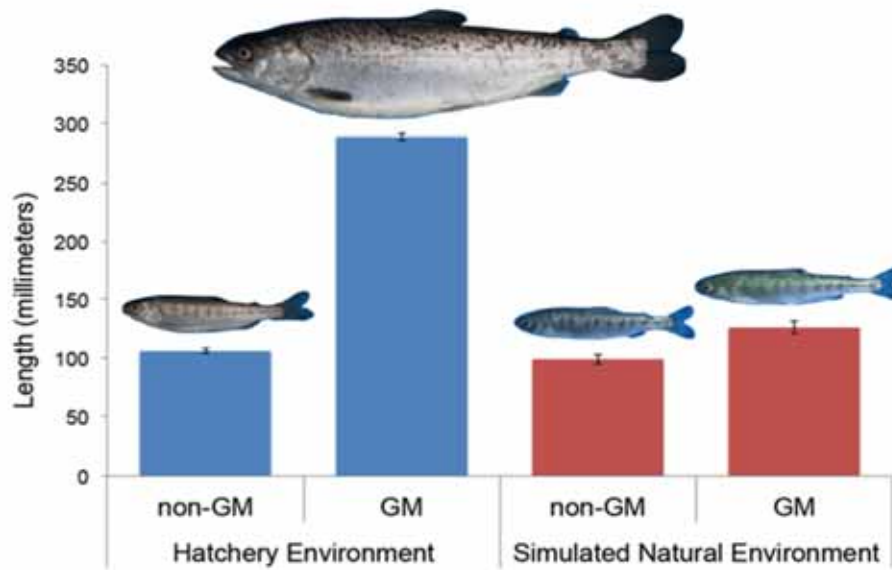 350
300
250
200
150
100
50
0
Length (millimeters)
non-GM GM non-GM GM
Hatchery Environment Simulated Natural Environment